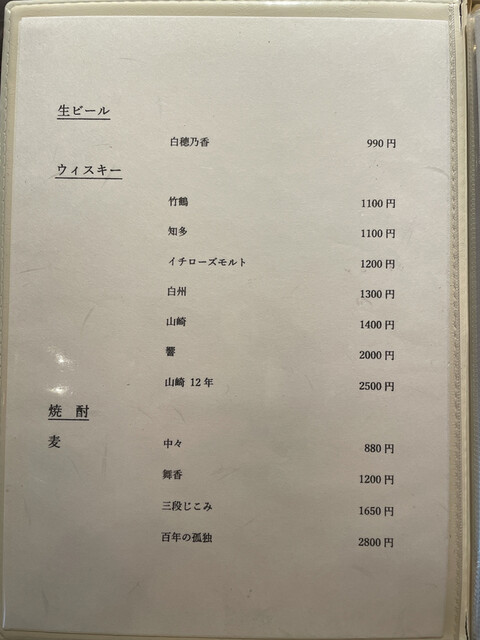 生ビール
白穂乃香 990円
ウィスキー
竹鶴 1100円
知多 1100円
イチローズモルト 1200円
白州 1300円
山崎 1400円
響 2000円
山崎 12年 2500円
焼 酎
麦 中々 880円
舞香 1200円
三段じこみ 1650円
百年の孤独 2800円